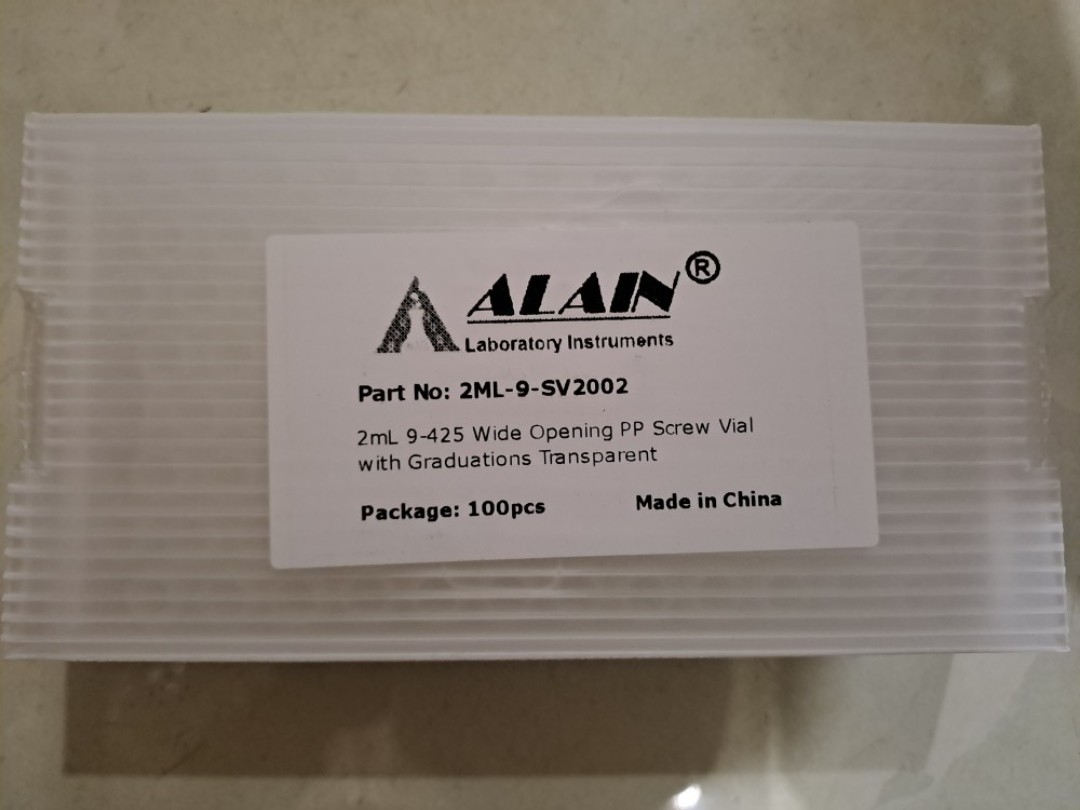 ALAIN®
Laboratory Instruments
Part No: 2ML-9-SV2002
2mL 9-425 Wide Opening PP Screw Vial
with Graduations Transparent
Package: 100pcs Made in China